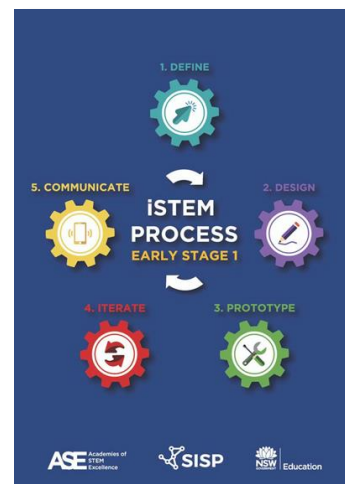 1. DEFINE
5. COMMUNICATE
2. DESIGN
iSTEM
PROCESS
EARLY STAGE 1
4. ITERATE
3. PROTOTYPE
ASE Academies of
STEM
Excellence
SISP
NSW
GOVERNMENT
Education